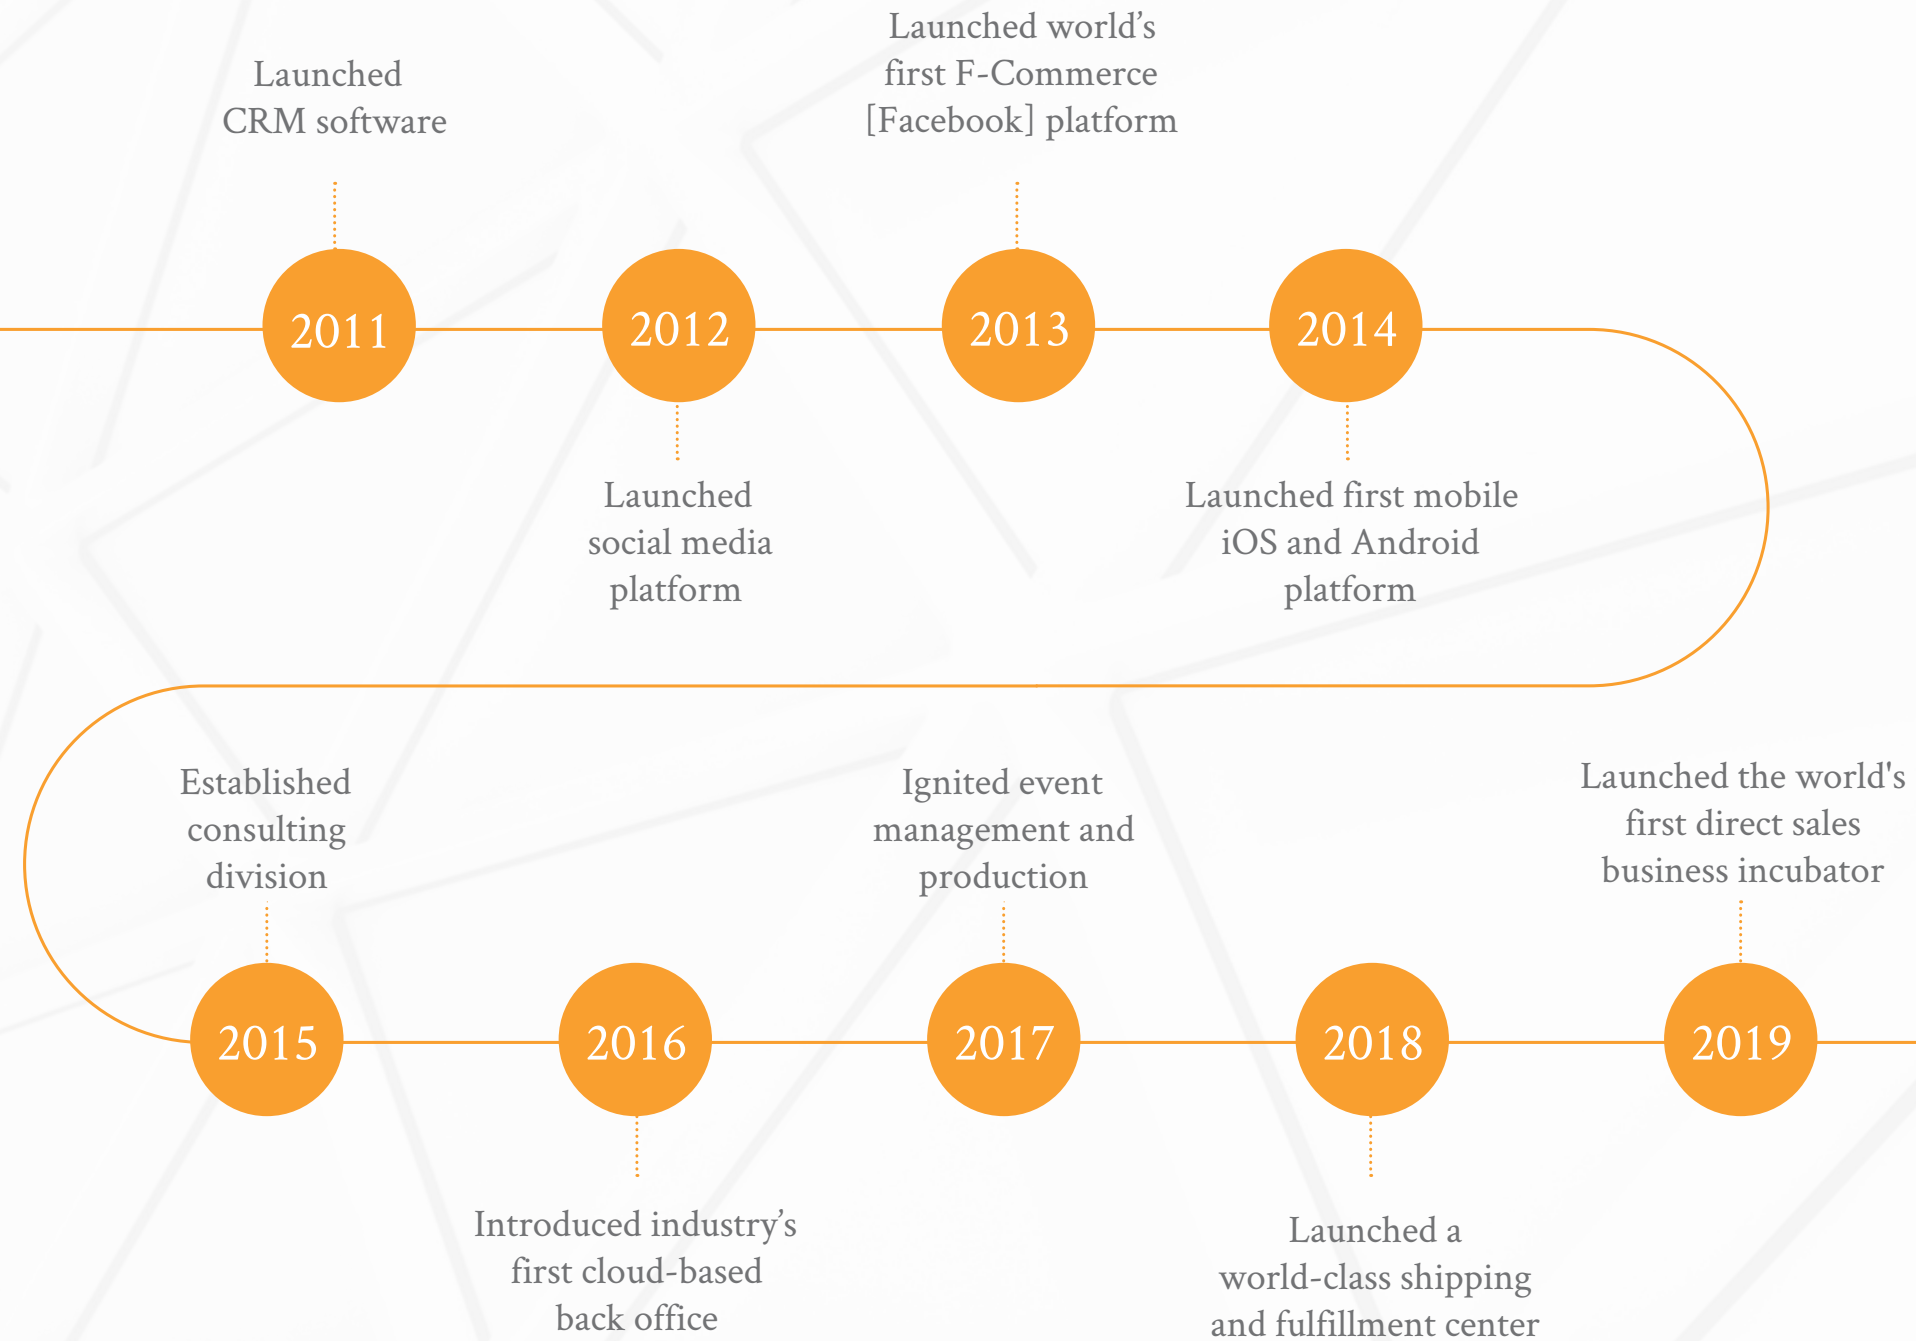 Launched
CRM software
Launched world’s
first F-Commerce
[Facebook] platform
2011
2012
2013
2014
Launched
social media
platform
Launched first mobile
iOS and Android
platform
Established
consulting
division
Ignited event
management and
production
Launched the world's
first direct sales
business incubator
2015
2016
2017
2018
2019
Introduced industry’s
first cloud-based
back office
Launched a
world-class shipping
and fulfillment center